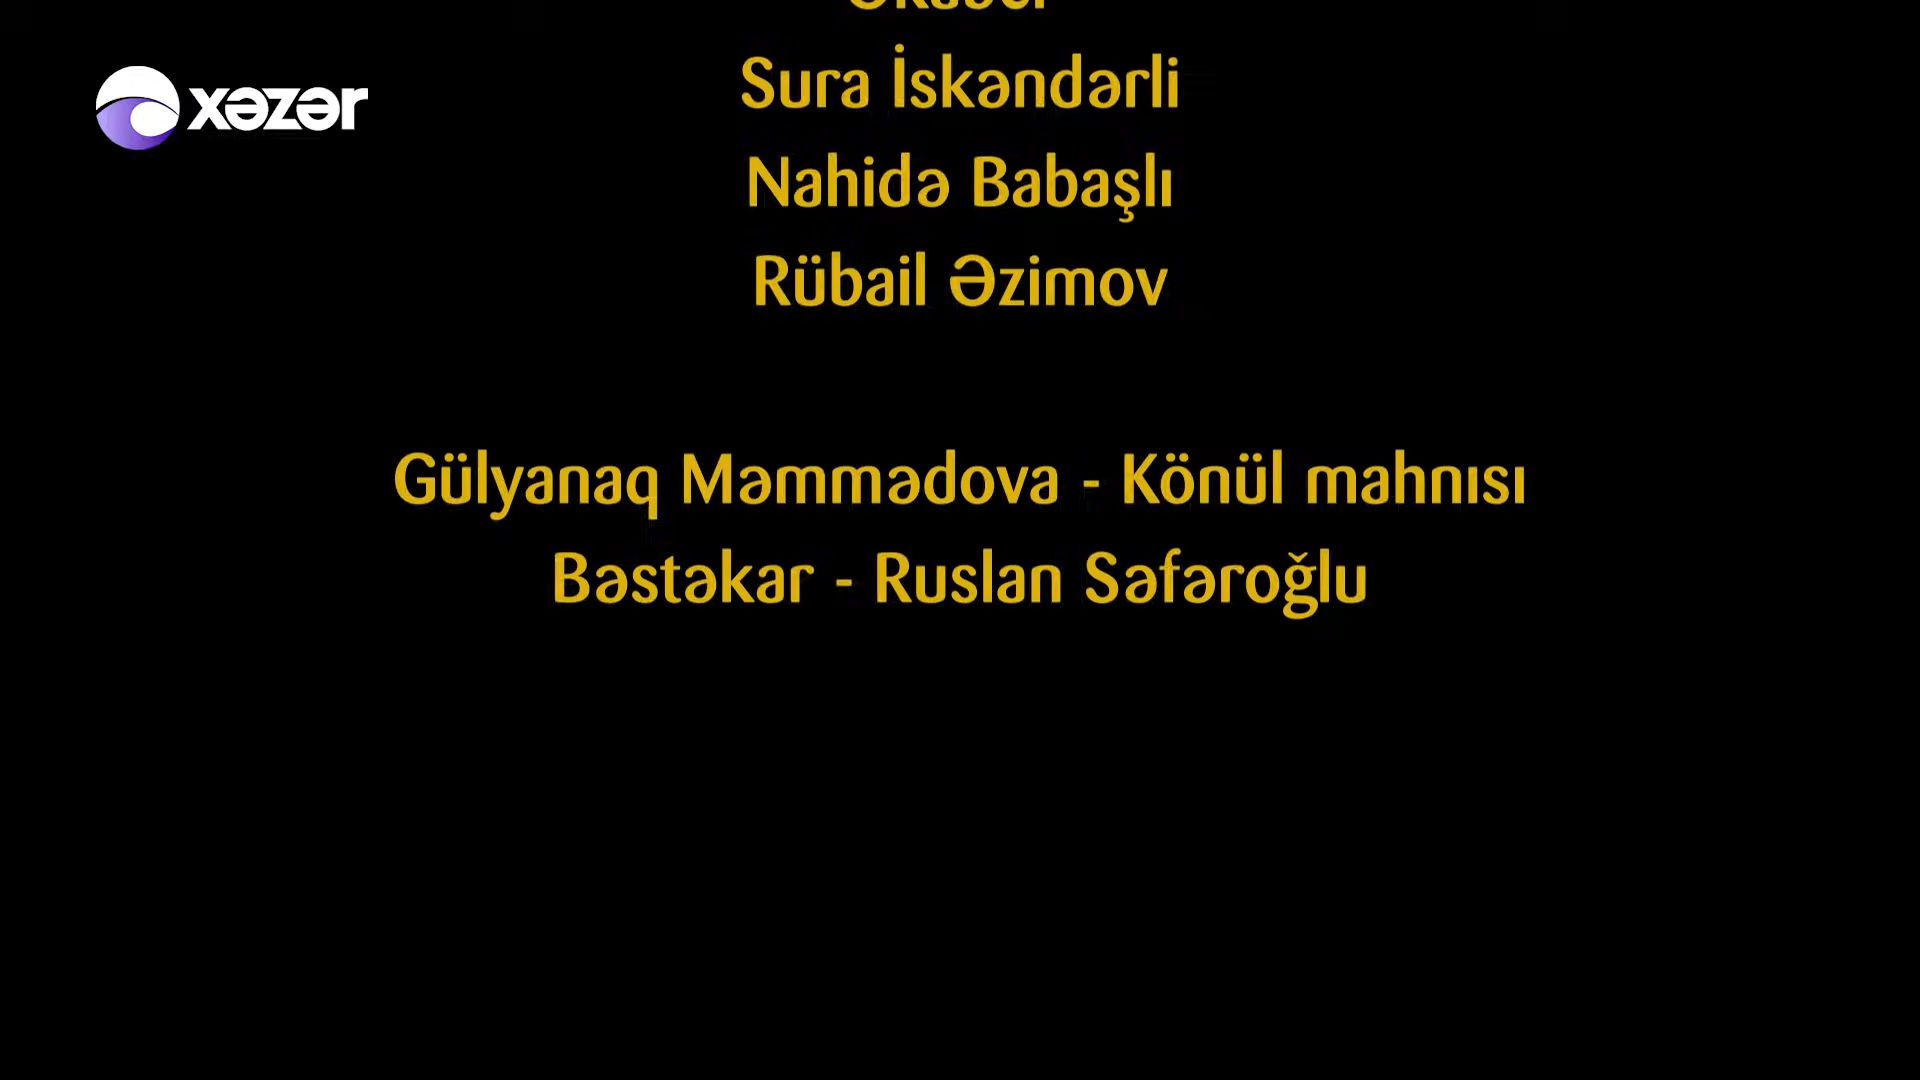 xəzər
Sura İskəndərli
Nahidə Babaşlı
Rübail Əzimov
Gülyanaq Məmmədova - Könül mahnısı
Bəstəkar - Ruslan Səfəroğlu